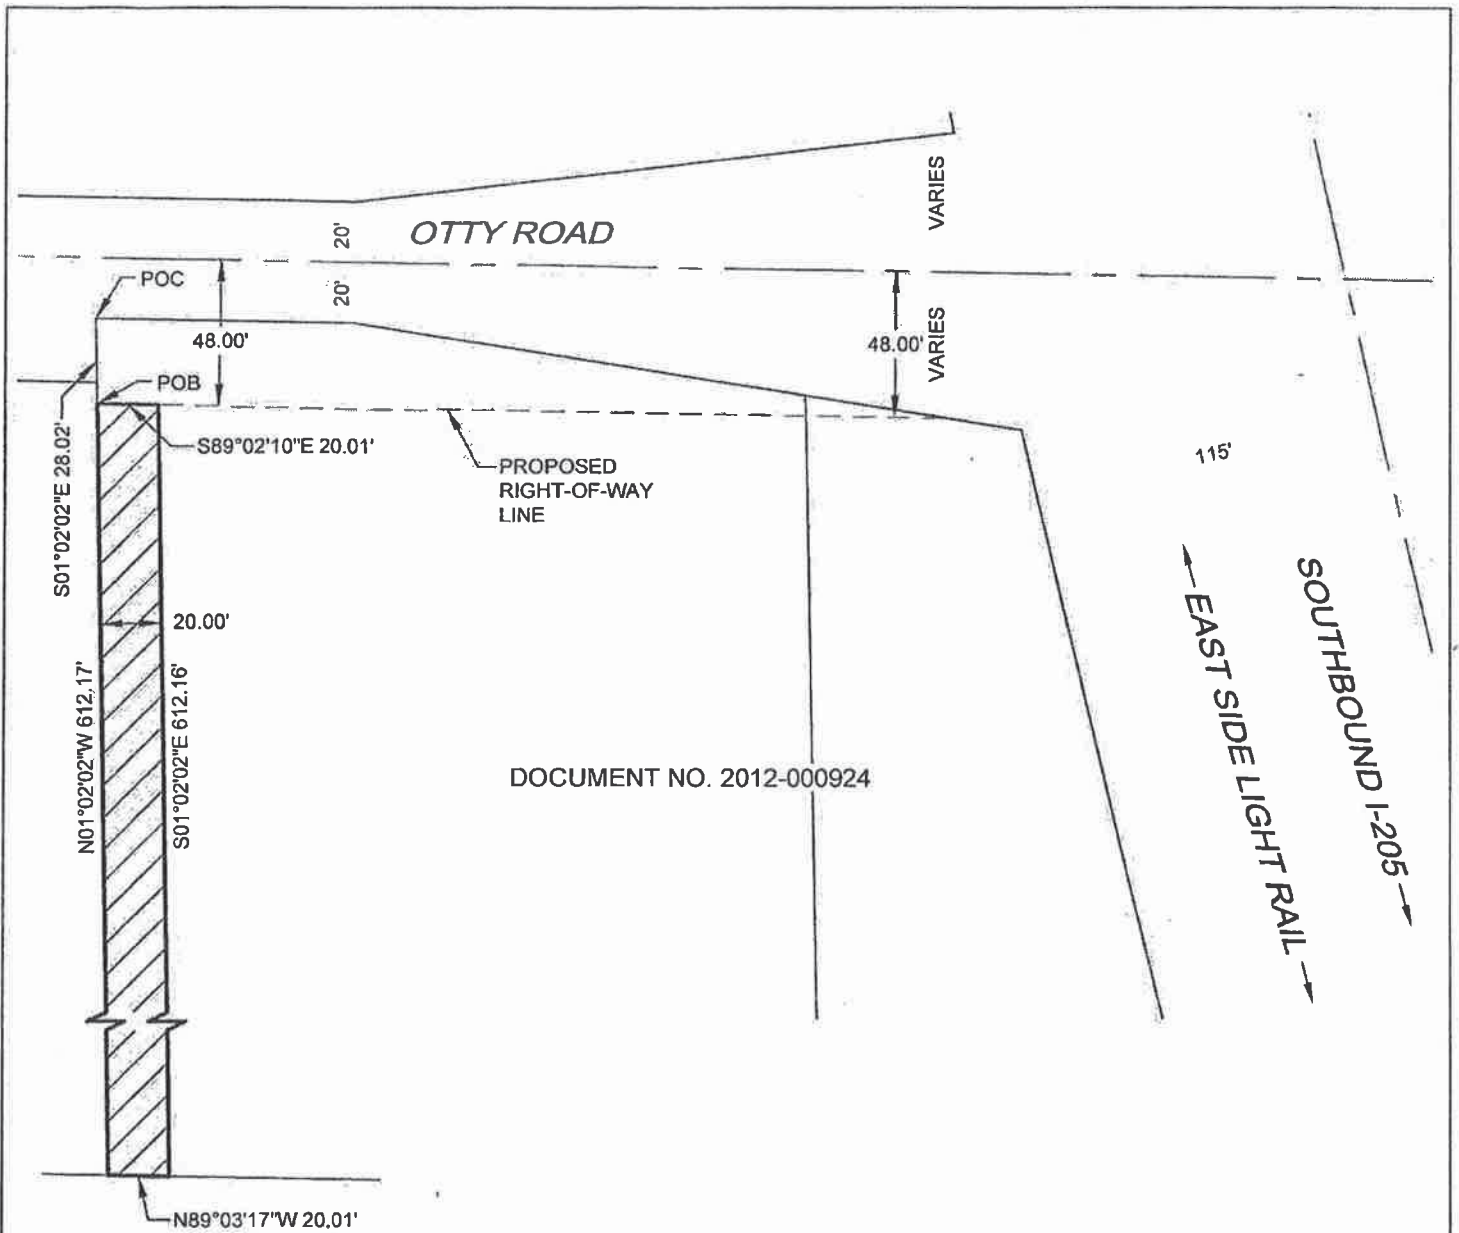 VARIES
OTTY ROAD
20'
20'
POC
48.00'
48.00'
VARIES
POB
S89°02'10"E 20.01'
PROPOSED
RIGHT-OF-WAY
LINE
115'
S01°02'02"E 28.02'
20.00'
N01°02'02"W 612.17'
S01°02'02"E 612.16'
DOCUMENT NO. 2012-000924
EAST SIDE LIGHT RAIL
SOUTHBOUND I-205
N89°03'17"W 20.01'